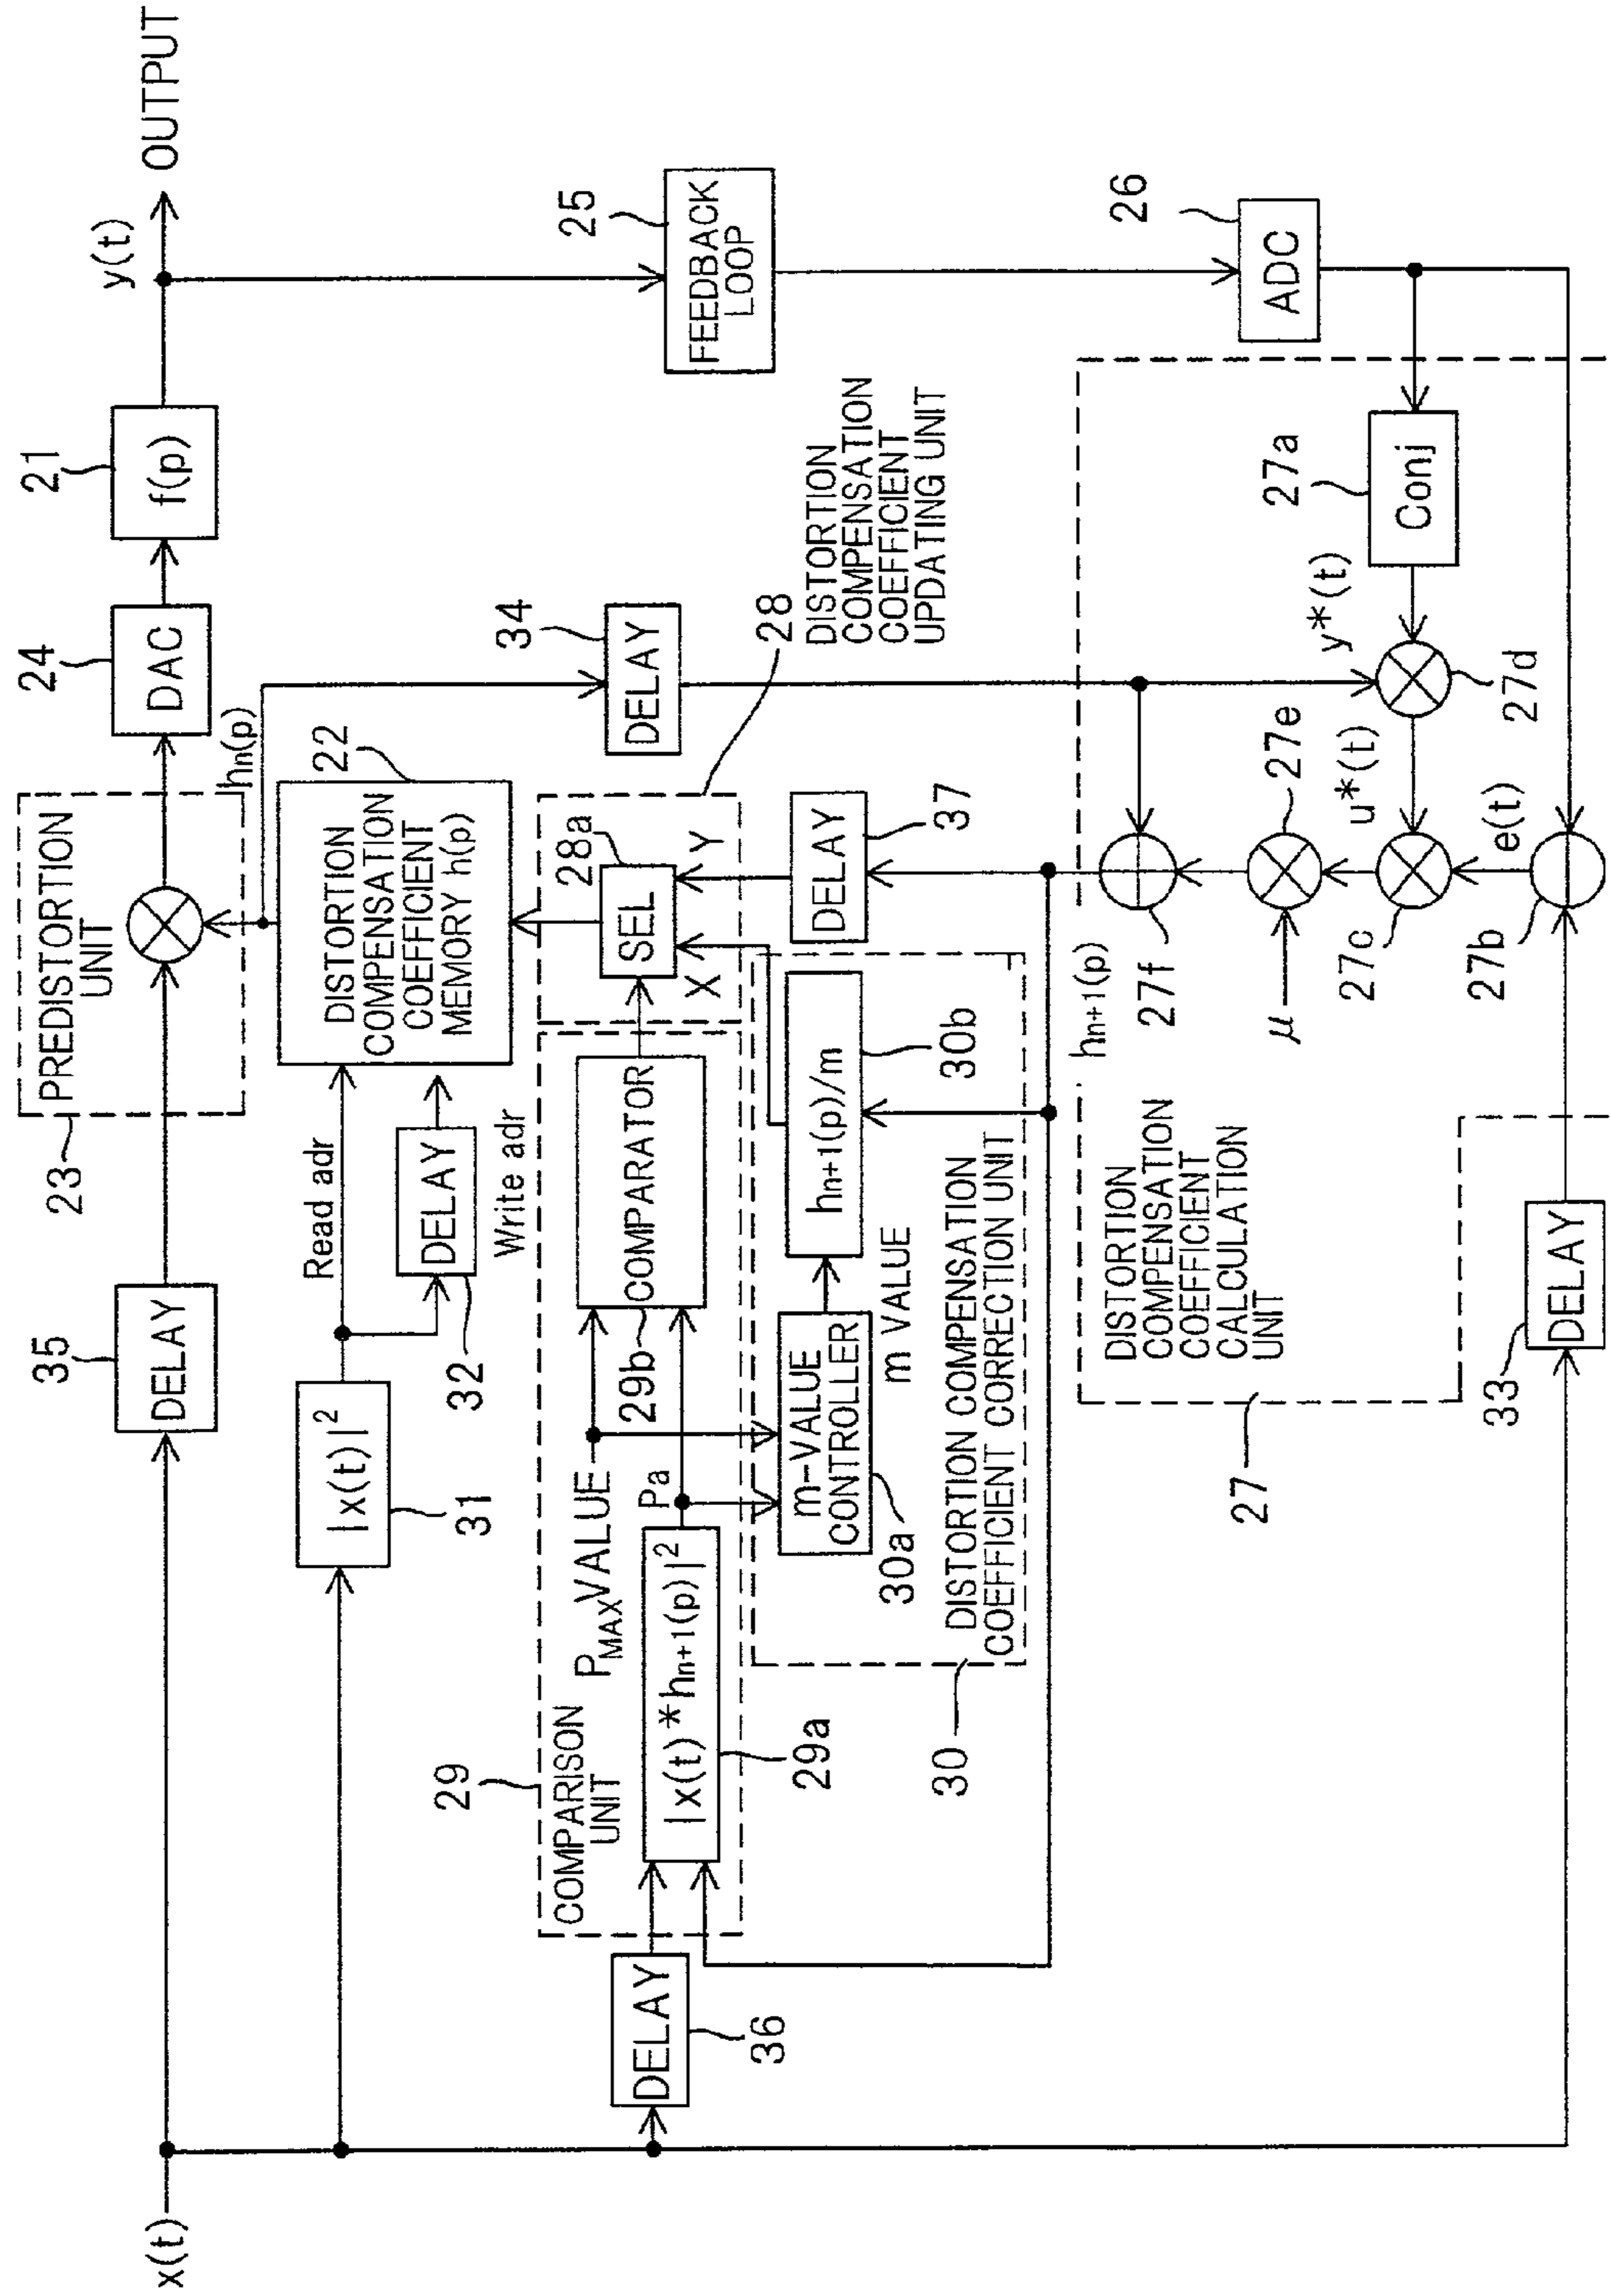 x(t)
35
DELAY
23
PREDISTORTION
UNIT
24
DAC
21
f(p)
y(t)
OUTPUT
|x(t)|²
31
Read adr
32
DELAY
Write adr
hn(p)
22
DISTORTION
COMPENSATION
COEFFICIENT
MEMORY h(p)
34
DELAY
25
FEEDBACK
LOOP
29
COMPARISON
UNIT
PMAX VALUE
Pa
29b
COMPARATOR
28a
SEL
X
Y
28
DISTORTION
COMPENSATION
COEFFICIENT
UPDATING UNIT
DELAY
36
|x(t)*hn+1(p)|²
29a
m-VALUE
CONTROLLER
30a
m VALUE
hn+1(p)/m
30b
DELAY
37
30
DISTORTION COMPENSATION
COEFFICIENT CORRECTION UNIT
26
ADC
hn+1(p)
27f
μ
27e
27a
Conj
y*(t)
27d
u*(t)
27c
e(t)
27b
27
DISTORTION
COMPENSATION
COEFFICIENT
CALCULATION
UNIT
33
DELAY